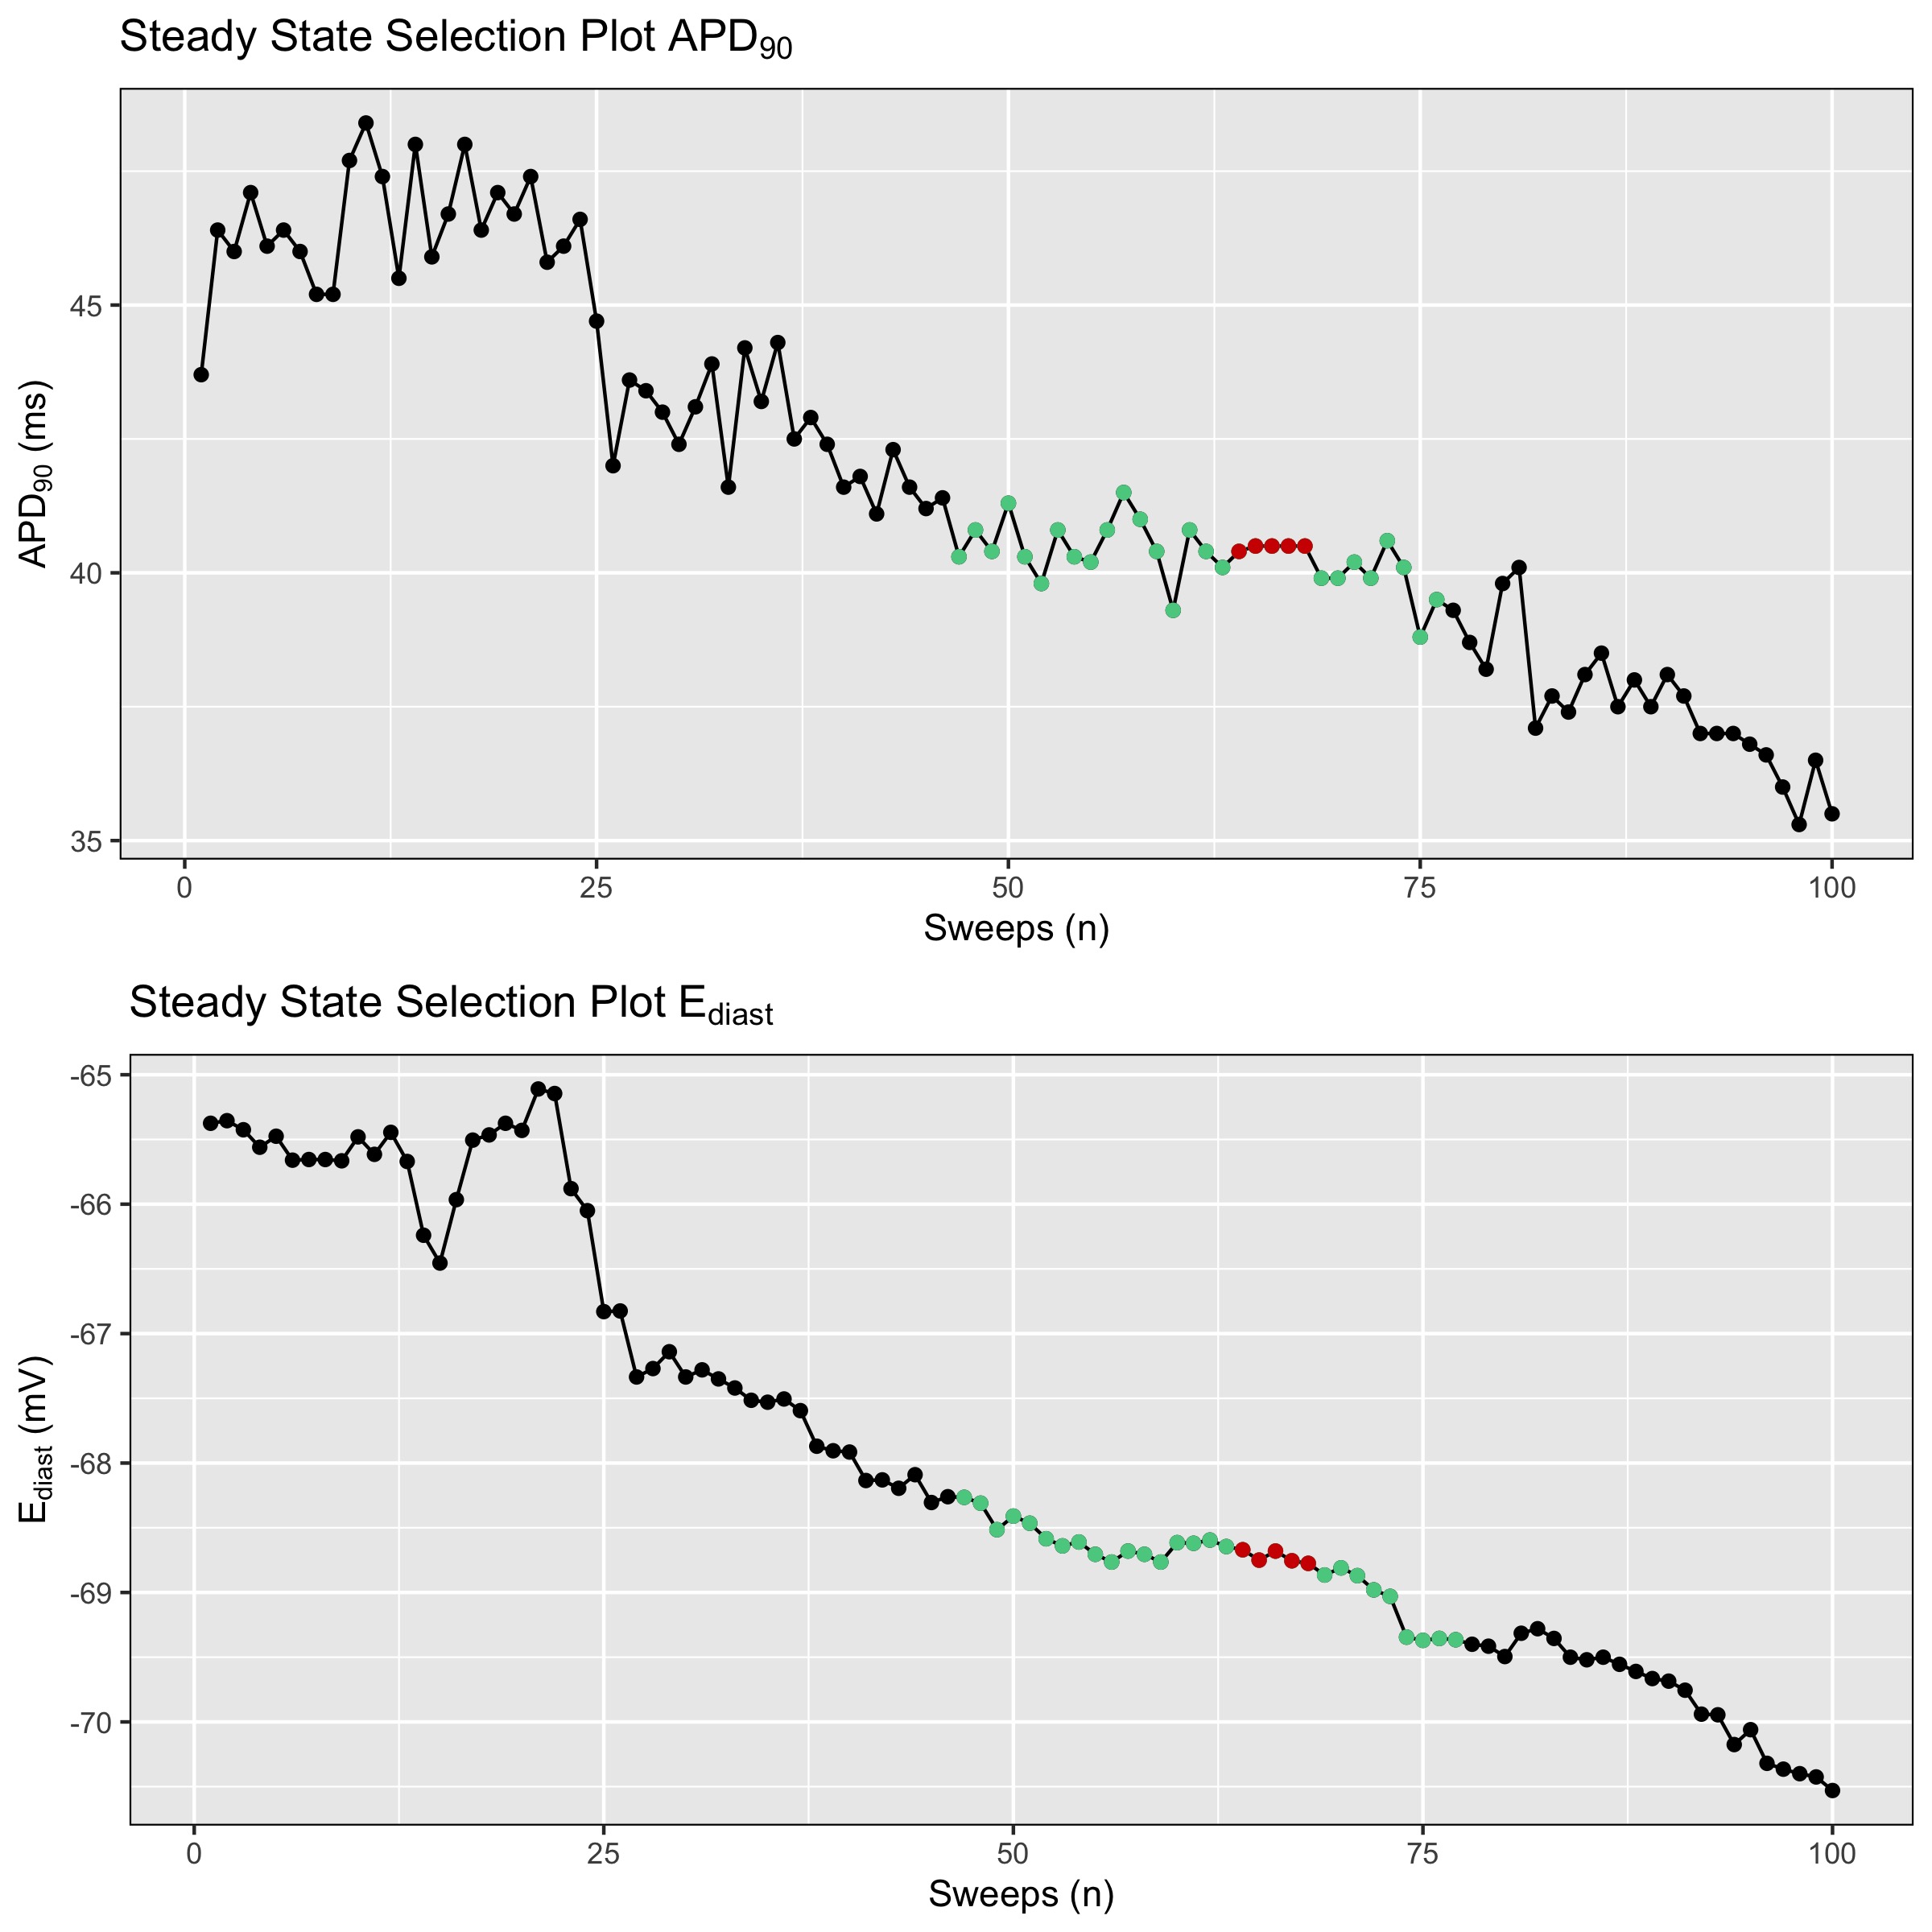 Steady State Selection Plot APD90
APD90 (ms)
45
40
35
0 25 50 75 100
Sweeps (n)
Steady State Selection Plot Ediast
Ediast (mV)
-65
-66
-67
-68
-69
-70
0 25 50 75 100
Sweeps (n)